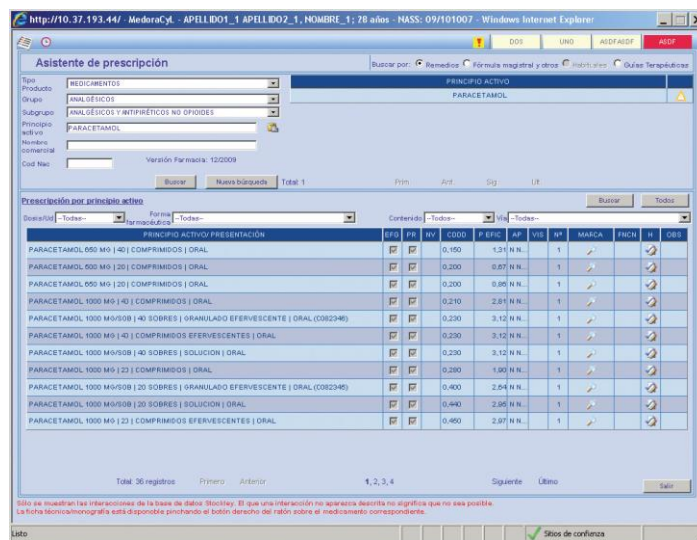 http://10.37.193.44/ - MedoraCyL - APELLIDO1_1 APELLIDO2_1, NOMBRE_1; 28 años - NASS: 09/101007 - Windows Internet Explorer
DOS UNO ASDFASDF ASDF
Asistente de prescripción
Buscar por: Remedios Fórmula magistral y otros Habituales Guías Terapéuticas
Tipo Producto MEDICAMENTOS
Grupo ANALGÉSICOS
Subgrupo ANALGÉSICOS Y ANTIPIRÉTICOS NO OPIOIDES
Principio activo PARACETAMOL
Nombre comercial
Cod Nac Versión Farmacia: 12/2009
PRINCIPIO ACTIVO
PARACETAMOL
Buscar Nueva búsqueda Total: 1 Prim. Ant. Sig. Ult.
Prescripción por principio activo Buscar Todos
Dosis/Ud --Todas-- Forma farmacéutica --Todas-- Contenido --Todos-- Vía --Todas--
PRINCIPIO ACTIVO/ PRESENTACIÓN EFG PR NV CDDD P EFIC AP VIS Nº MARCA FNCN H OBS
PARACETAMOL 650 MG | 40 | COMPRIMIDOS | ORAL 0,150 1,31 N N... 1
PARACETAMOL 500 MG | 20 | COMPRIMIDOS | ORAL 0,200 0,67 N N... 1
PARACETAMOL 650 MG | 20 | COMPRIMIDOS | ORAL 0,200 0,86 N N... 1
PARACETAMOL 1000 MG | 40 | COMPRIMIDOS | ORAL 0,210 2,81 N N... 1
PARACETAMOL 1000 MG/SOB | 40 SOBRES | GRANULADO EFERVESCENTE | ORAL (C082346) 0,230 3,12 N N... 1
PARACETAMOL 1000 MG | 40 | COMPRIMIDOS EFERVESCENTES | ORAL 0,230 3,12 N N... 1
PARACETAMOL 1000 MG/SOB | 40 SOBRES | SOLUCION | ORAL 0,230 3,12 N N... 1
PARACETAMOL 1000 MG | 20 | COMPRIMIDOS | ORAL 0,280 1,90 N N... 1
PARACETAMOL 1000 MG/SOB | 20 SOBRES | GRANULADO EFERVESCENTE | ORAL (C082346) 0,400 2,64 N N... 1
PARACETAMOL 1000 MG/SOB | 20 SOBRES | SOLUCION | ORAL 0,440 2,95 N N... 1
PARACETAMOL 1000 MG | 20 | COMPRIMIDOS EFERVESCENTES | ORAL 0,450 2,97 N N... 1
Total: 36 registros Primero Anterior 1, 2, 3, 4 Siguiente Último Salir
Sólo se muestran las interacciones de la base de datos Stockley. El que una interacción no aparezca descrita no significa que no sea posible.
La ficha técnica/monografía está disponible pinchando el botón derecho del ratón sobre el medicamento correspondiente.
Listo Sitios de confianza